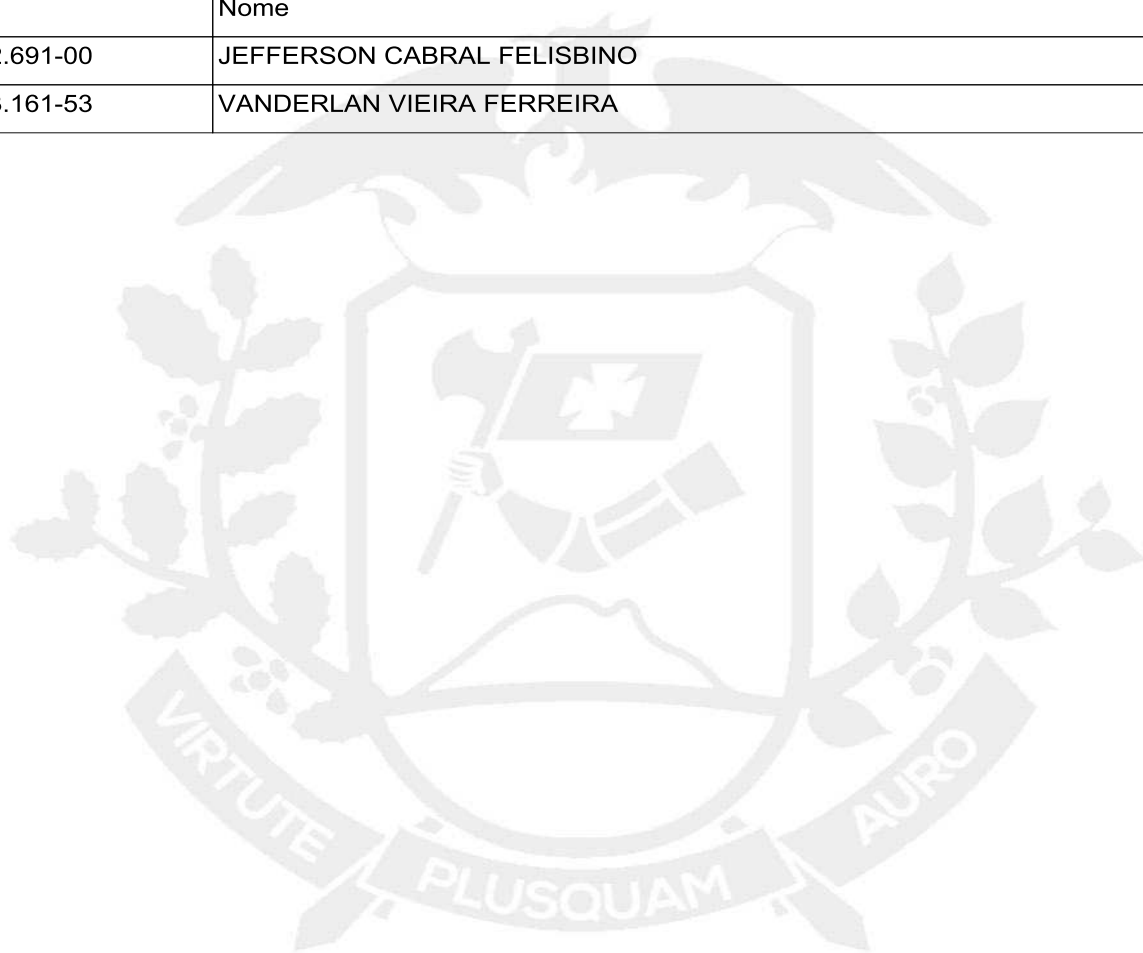 Nome
.691-00 JEFFERSON CABRAL FELISBINO
.161-53 VANDERLAN VIEIRA FERREIRA
VIRTUTE PLUSQUAM AURO